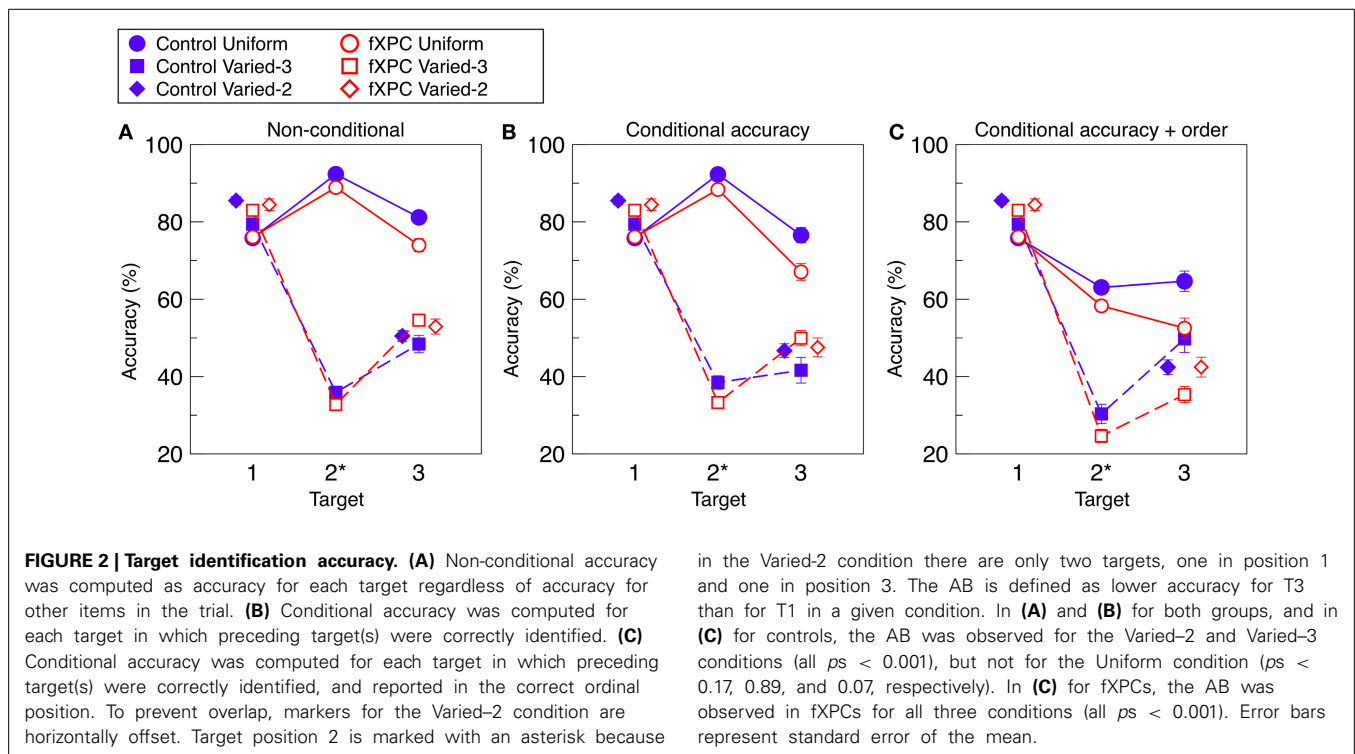 Control Uniform
fXPC Uniform
Control Varied-3
fXPC Varied-3
Control Varied-2
fXPC Varied-2
A
Non-conditional
100
80
60
40
20
Accuracy (%)
1
2*
3
Target
B
Conditional accuracy
100
80
60
40
20
Accuracy (%)
1
2*
3
Target
C
Conditional accuracy + order
100
80
60
40
20
Accuracy (%)
1
2*
3
Target
FIGURE 2 | Target identification accuracy. (A) Non-conditional accuracy
was computed as accuracy for each target regardless of accuracy for
other items in the trial. (B) Conditional accuracy was computed for
each target in which preceding target(s) were correctly identified. (C)
Conditional accuracy was computed for each target in which preceding
target(s) were correctly identified, and reported in the correct ordinal
position. To prevent overlap, markers for the Varied–2 condition are
horizontally offset. Target position 2 is marked with an asterisk because
in the Varied-2 condition there are only two targets, one in position 1
and one in position 3. The AB is defined as lower accuracy for T3
than for T1 in a given condition. In (A) and (B) for both groups, and in
(C) for controls, the AB was observed for the Varied–2 and Varied–3
conditions (all ps < 0.001), but not for the Uniform condition (ps <
0.17, 0.89, and 0.07, respectively). In (C) for fXPCs, the AB was
observed in fXPCs for all three conditions (all ps < 0.001). Error bars
represent standard error of the mean.